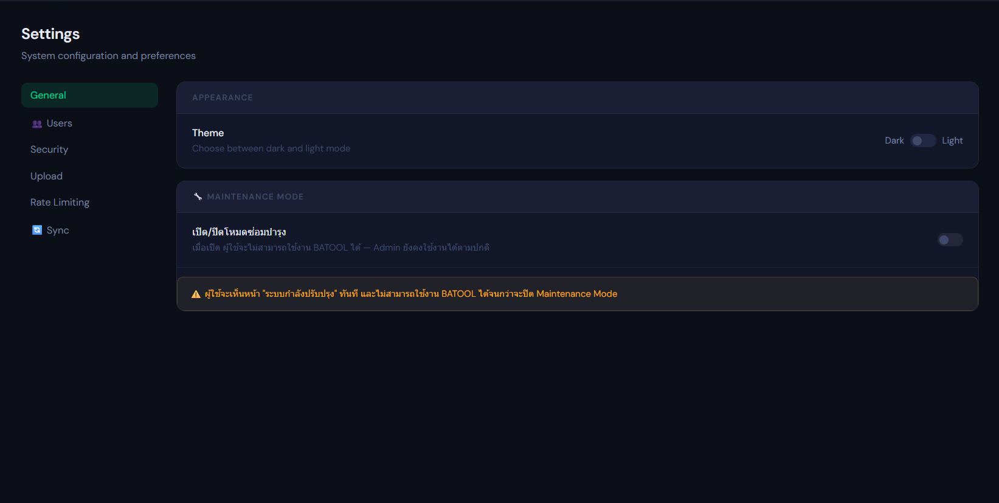 Settings
System configuration and preferences
General
Users
Security
Upload
Rate Limiting
Sync
APPEARANCE
Theme
Choose between dark and light mode
Dark
Light
MAINTENANCE MODE
เปิด/ปิดโหมดซ่อมบำรุง
เมื่อเปิด ผู้ใช้จะไม่สามารถใช้งาน BATOOL ได้ — Admin ยังคงใช้งานได้ตามปกติ
ผู้ใช้จะเห็นหน้า "ระบบกำลังปรับปรุง" ทันที และไม่สามารถใช้งาน BATOOL ได้จนกว่าจะปิด Maintenance Mode